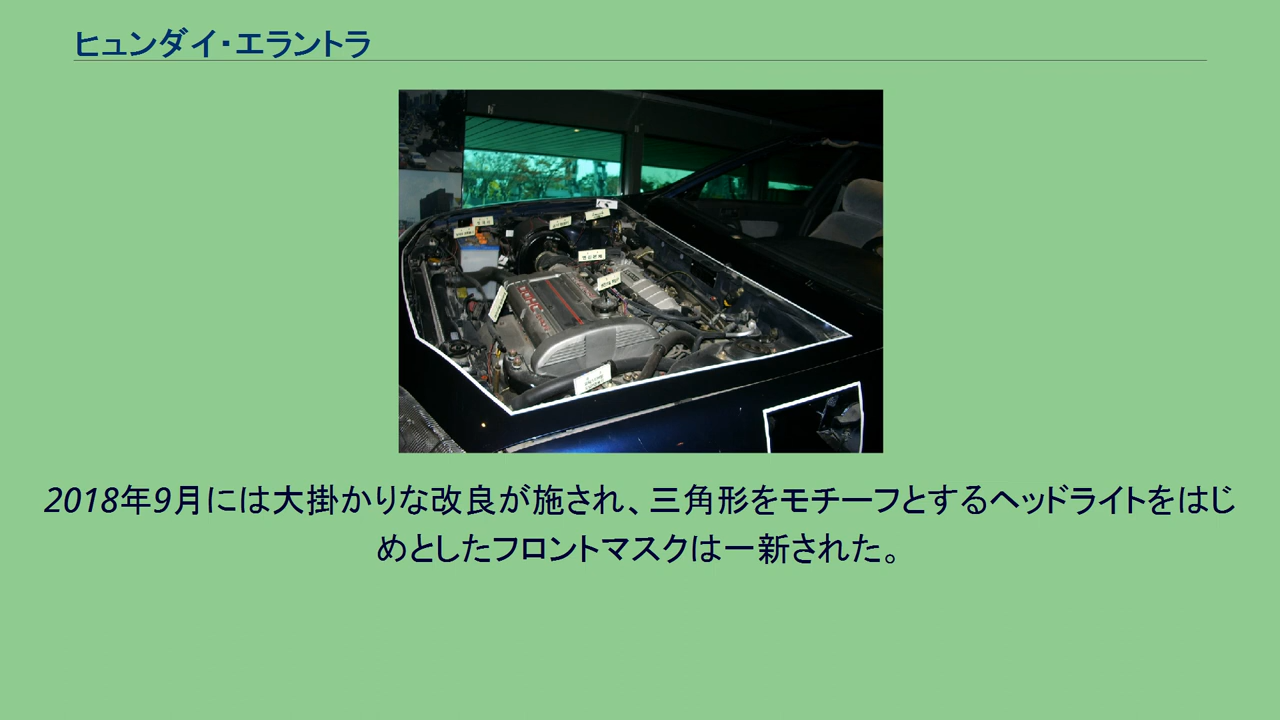 ヒュンダイ・エラントラ
2018年9月には大掛かりな改良が施され、三角形をモチーフとするヘッドライトをはじ
めとしたフロントマスクは一新された。